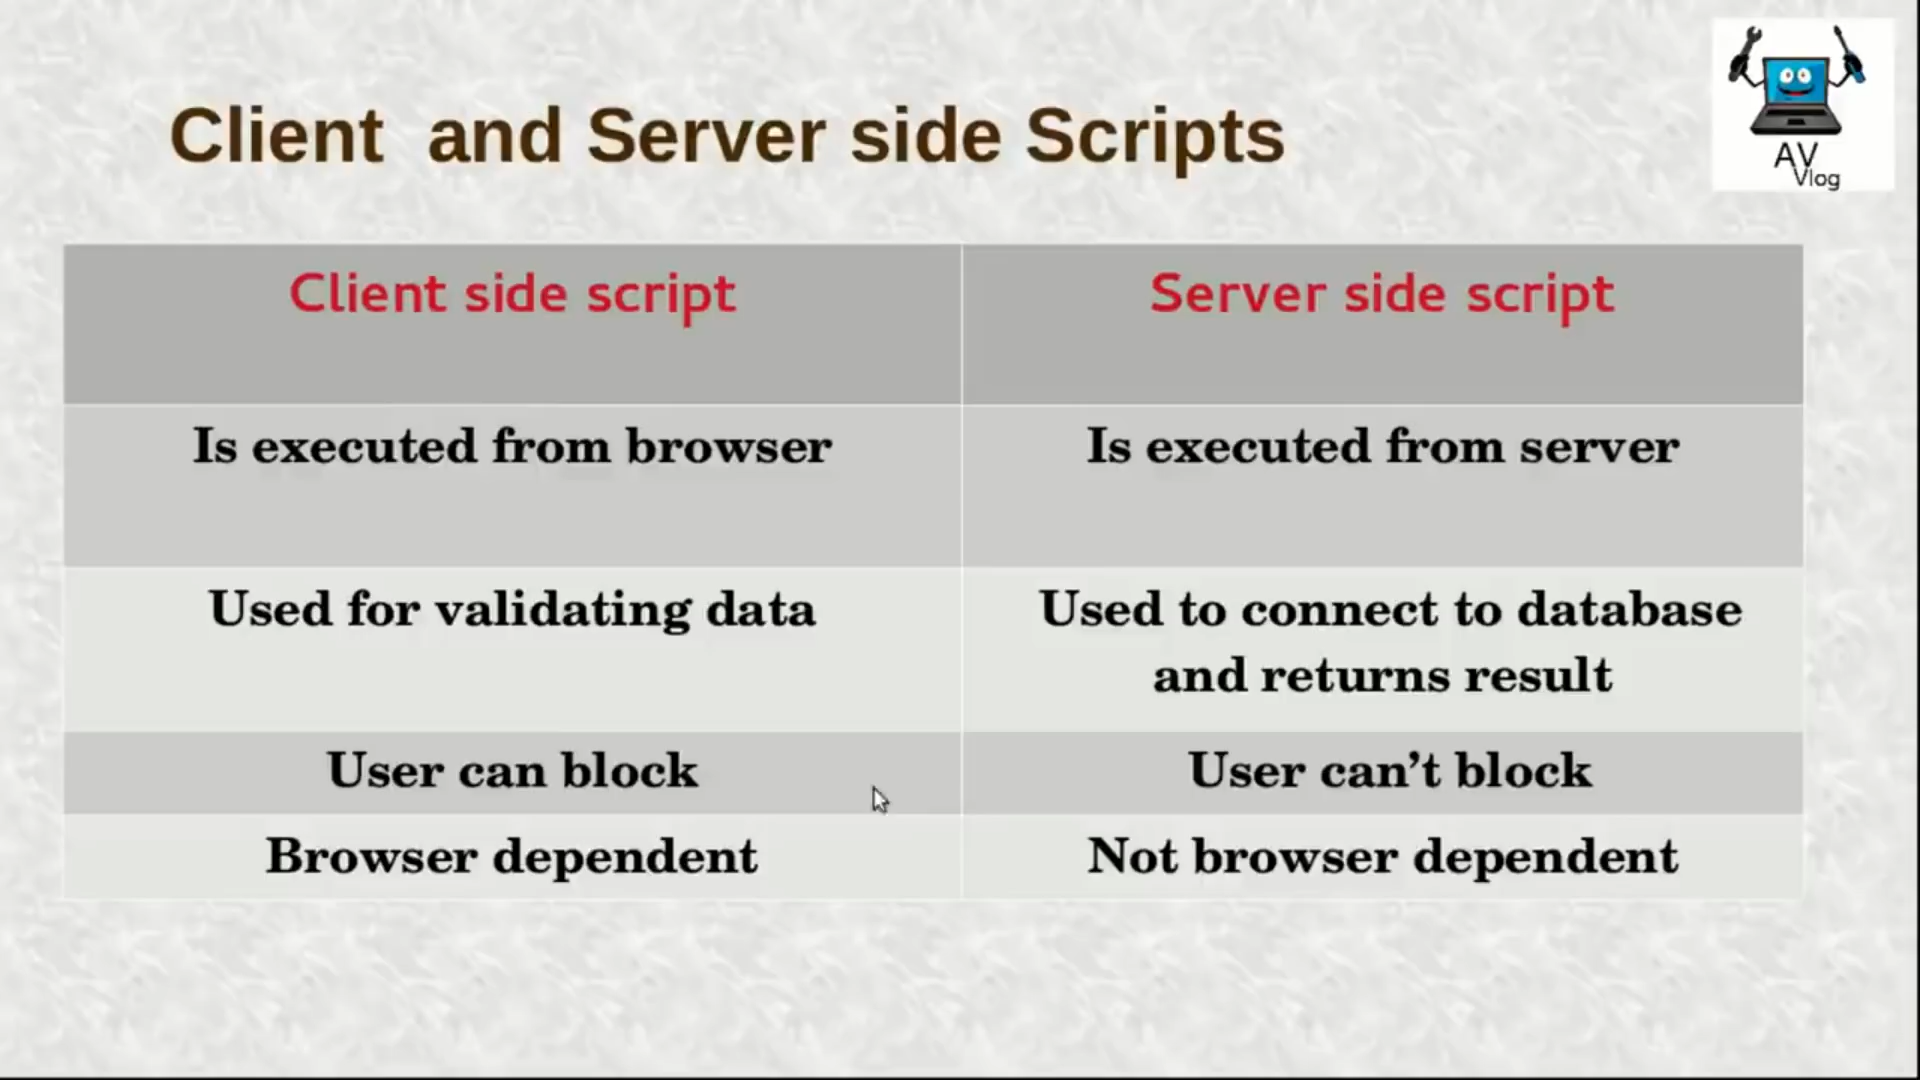 Client and Server side Scripts
AV
Vlog
Client side script
Server side script
Is executed from browser
Is executed from server
Used for validating data
Used to connect to database
and returns result
User can block
User can’t block
Browser dependent
Not browser dependent